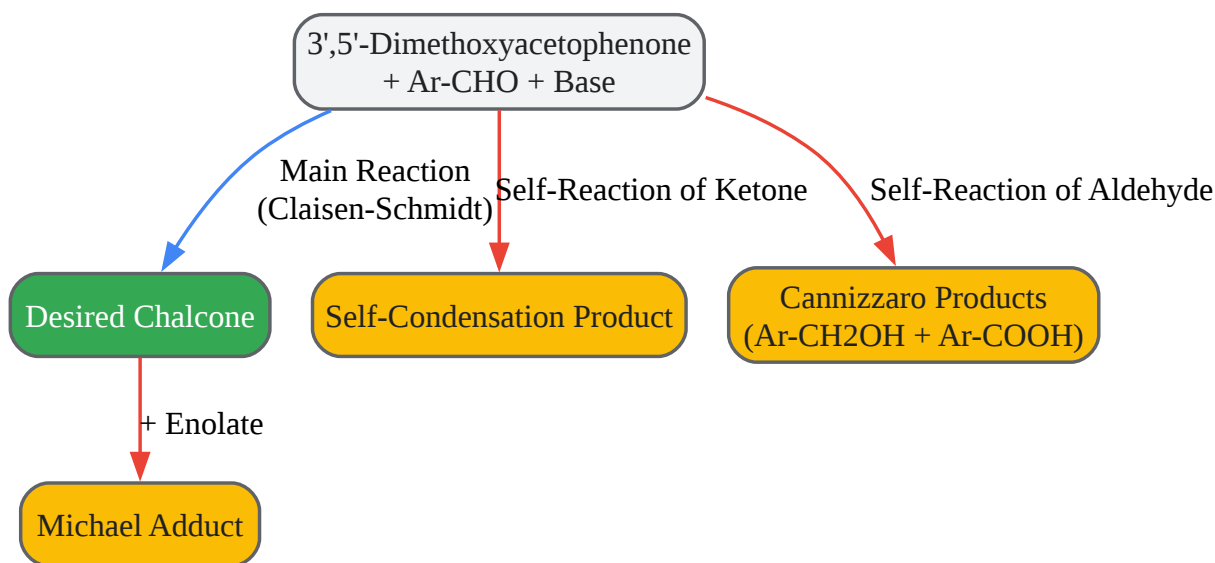 3',5'-Dimethoxyacetophenone
+ Ar-CHO + Base
Main Reaction
(Claisen-Schmidt)
Self-Reaction of Ketone
Self-Reaction of Aldehyde
Desired Chalcone
Self-Condensation Product
Cannizzaro Products
(Ar-CH2OH + Ar-COOH)
+ Enolate
Michael Adduct